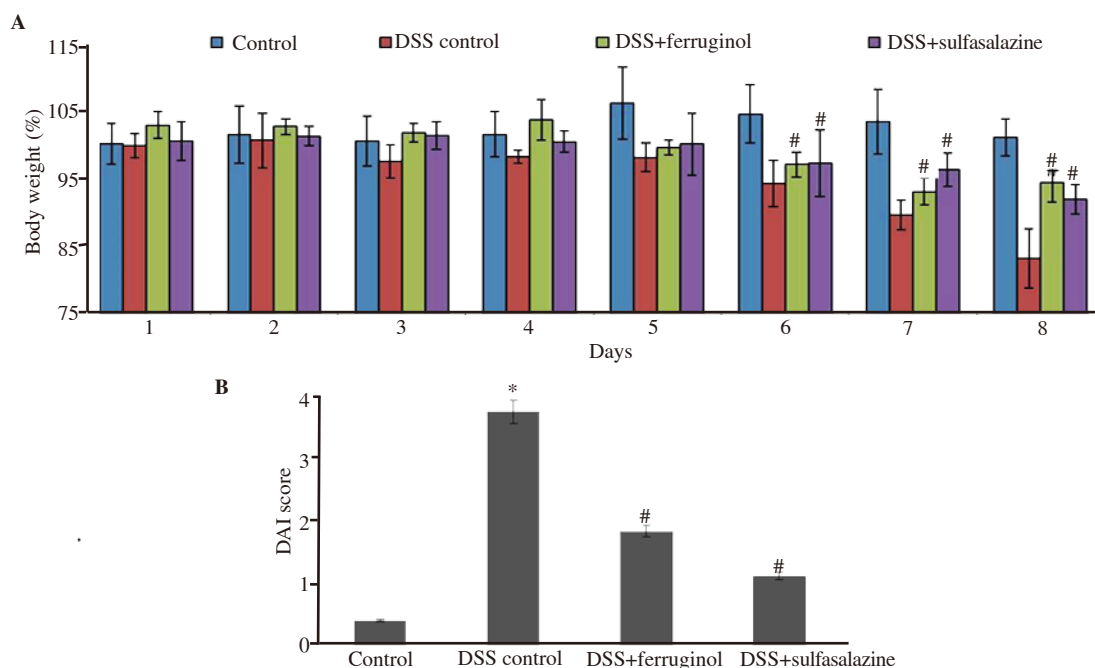 A
Control DSS control DSS+ferruginol DSS+sulfasalazine
115
105
95
85
75
Body weight (%)
# #
# #
# #
1 2 3 4 5 6 7 8
Days
B
4
3
2
1
0
DAI score
*
#
#
Control DSS control DSS+ferruginol DSS+sulfasalazine